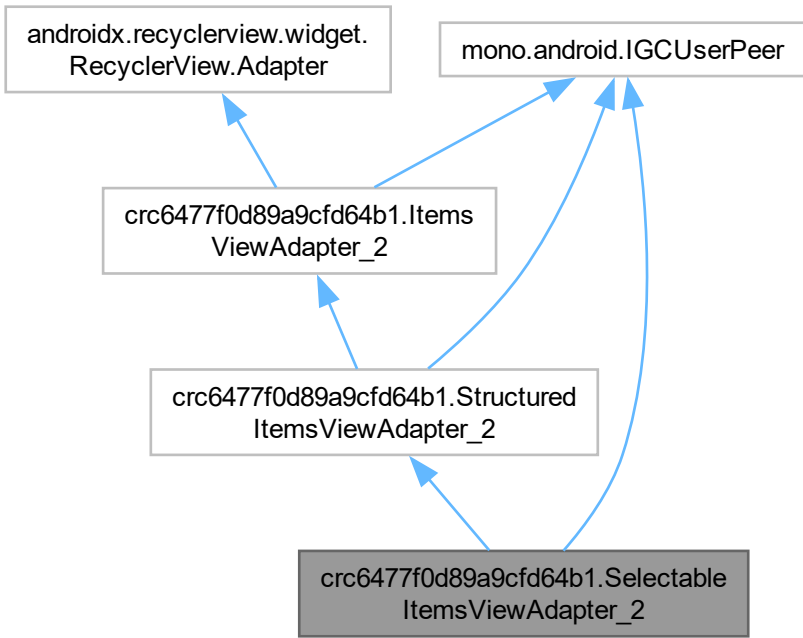 androidx.recyclerview.widget.
RecyclerView.Adapter
mono.android.IGCUserPeer
crc6477f0d89a9cfd64b1.Items
ViewAdapter_2
crc6477f0d89a9cfd64b1.Structured
ItemsViewAdapter_2
crc6477f0d89a9cfd64b1.Selectable
ItemsViewAdapter_2